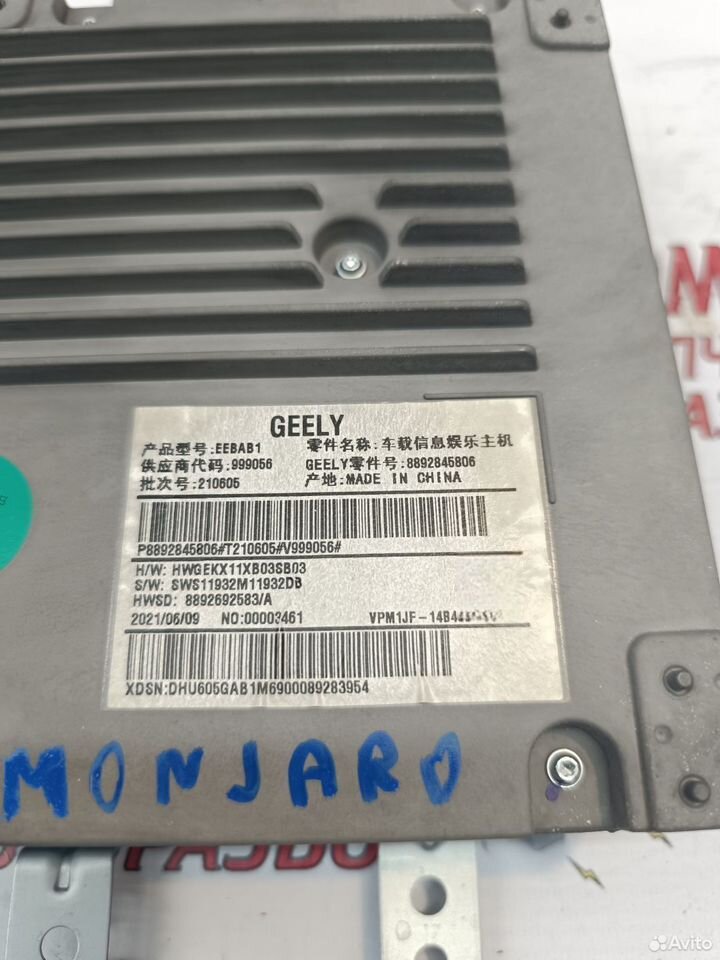 GEELY
产品型号:EEBAB1 零件名称:车载信息娱乐主机
供应商代码:999056 GEELY零件号:8892845806
批次号:210605 产地:MADE IN CHINA
P8892845806#T210605#V999056#
H/W: HWGEKX11XB03SB03
S/W: SWS11932M11932DB
HWSD: 8892692583/A
2021/06/09 NO:00003461
XDSN:DHU605GAB1M6900089283954
MONJARO
Avito